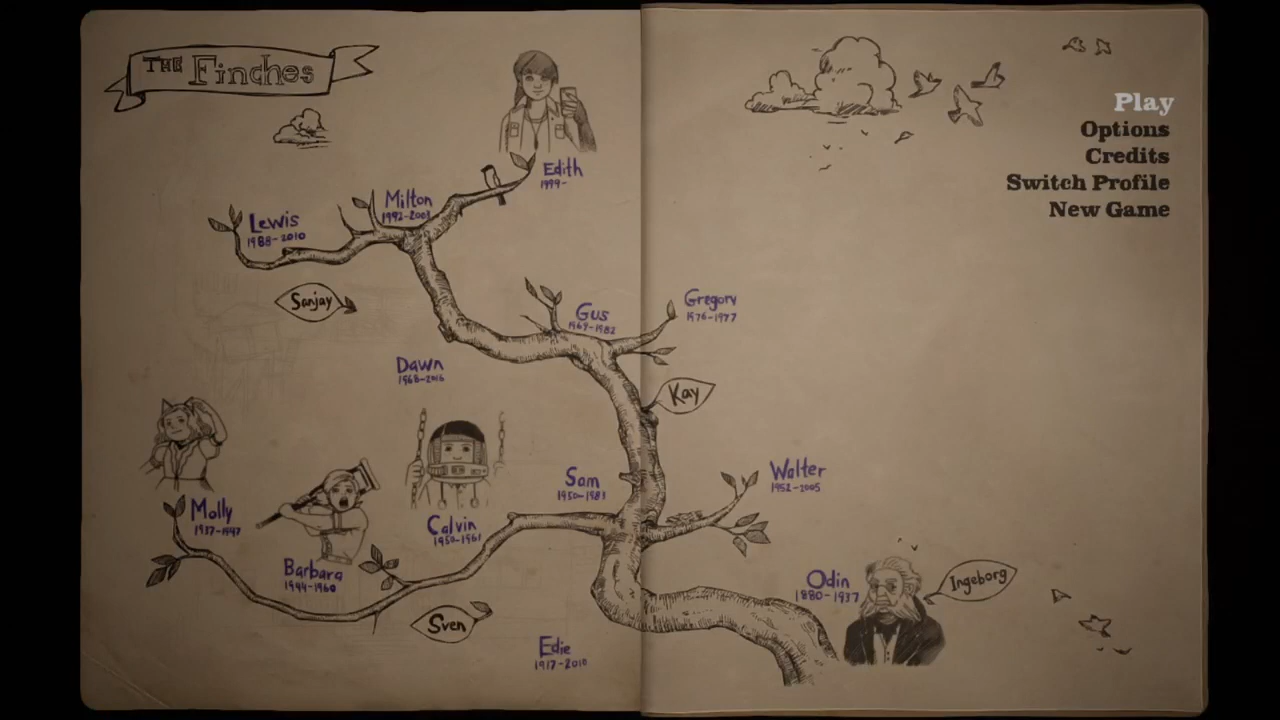 THE Finches
Edith
1999-
Milton
1992-2003
Lewis
1988-2010
Sanjay
Gus
1969-1982
Gregory
1976-1977
Dawn
1968-2016
Kay
Sam
1950-1983
Walter
1952-2005
Molly
1937-1947
Calvin
1950-1961
Barbara
1944-1960
Odin
1880-1937
Ingeborg
Sven
Edie
1917-2010
Play
Options
Credits
Switch Profile
New Game